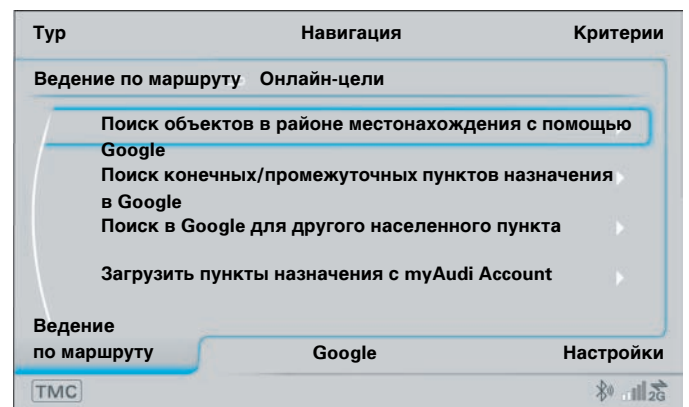 Тур Навигация Критерии
Ведение по маршруту Онлайн-цели
Поиск объектов в районе местонахождения с помощью
Google
Поиск конечных/промежуточных пунктов назначения
в Google
Поиск в Google для другого населенного пункта
Загрузить пункты назначения с myAudi Account
Ведение
по маршруту Google Настройки
TMC 2G